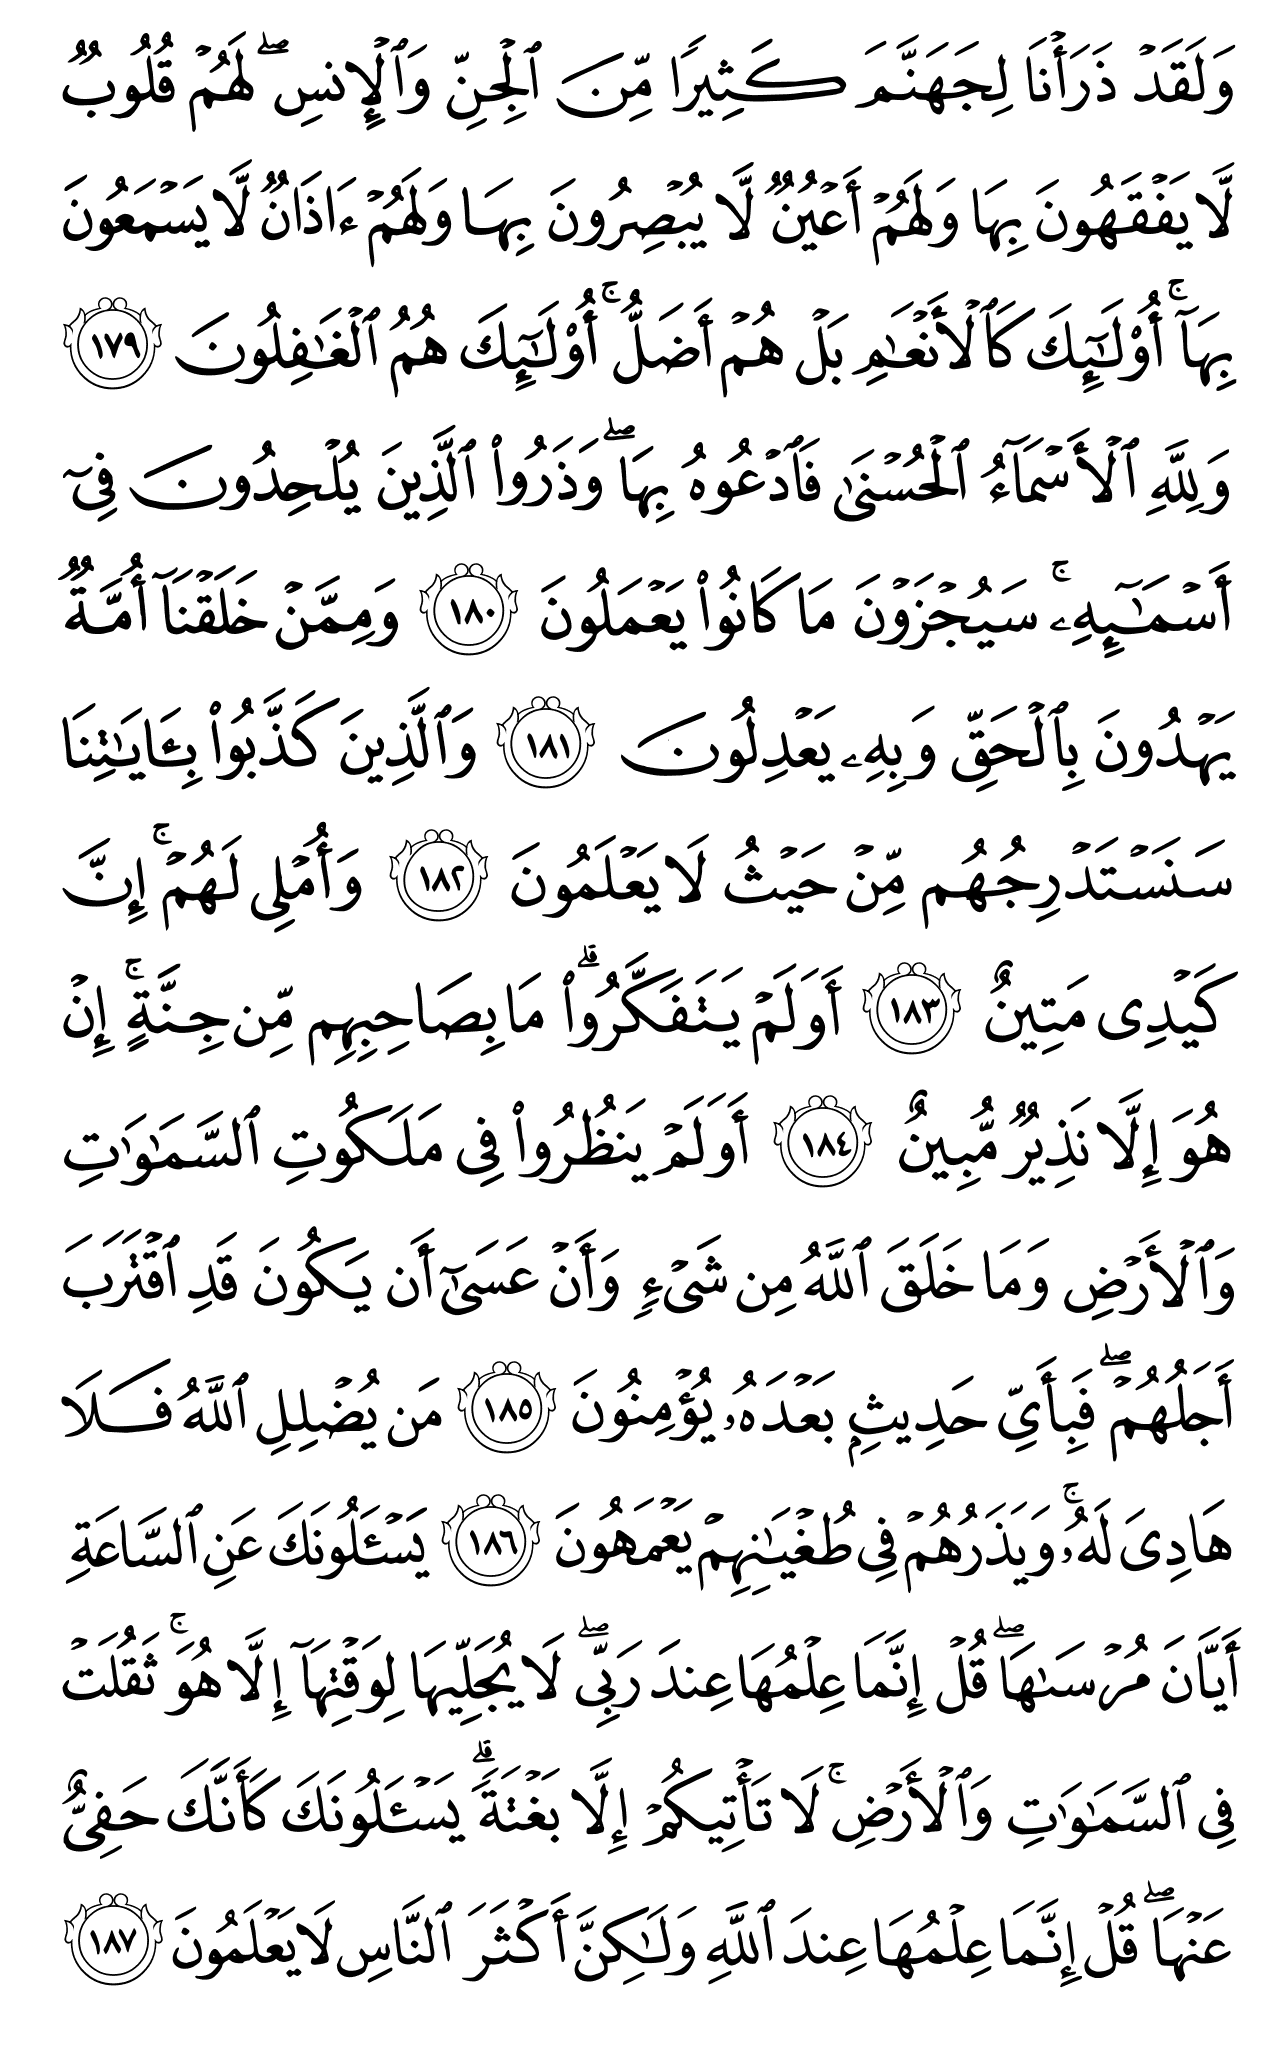 وَلَقَدۡ ذَرَأۡنَا لِجَهَنَّمَ كَثِيرٗا مِّنَ ٱلۡجِنِّ وَٱلۡإِنسِۖ لَهُمۡ قُلُوبٞ
لَّا يَفۡقَهُونَ بِهَا وَلَهُمۡ أَعۡيُنٞ لَّا يُبۡصِرُونَ بِهَا وَلَهُمۡ ءَاذَانٞ لَّا يَسۡمَعُونَ
بِهَآۚ أُوْلَٰٓئِكَ كَٱلۡأَنۡعَٰمِ بَلۡ هُمۡ أَضَلُّۚ أُوْلَٰٓئِكَ هُمُ ٱلۡغَٰفِلُونَ ١٧٩
وَلِلَّهِ ٱلۡأَسۡمَآءُ ٱلۡحُسۡنَىٰ فَٱدۡعُوهُ بِهَاۖ وَذَرُواْ ٱلَّذِينَ يُلۡحِدُونَ فِيٓ
أَسۡمَٰٓئِهِۦۚ سَيُجۡزَوۡنَ مَا كَانُواْ يَعۡمَلُونَ ١٨٠ وَمِمَّنۡ خَلَقۡنَآ أُمَّةٞ
يَهۡدُونَ بِٱلۡحَقِّ وَبِهِۦ يَعۡدِلُونَ ١٨١ وَٱلَّذِينَ كَذَّبُواْ بِـَٔايَٰتِنَا
سَنَسۡتَدۡرِجُهُم مِّنۡ حَيۡثُ لَا يَعۡلَمُونَ ١٨٢ وَأُمۡلِي لَهُمۡۚ إِنَّ
كَيۡدِي مَتِينٌ ١٨٣ أَوَلَمۡ يَتَفَكَّرُواْۗ مَا بِصَاحِبِهِم مِّن جِنَّةٍۚ إِنۡ
هُوَ إِلَّا نَذِيرٞ مُّبِينٌ ١٨٤ أَوَلَمۡ يَنظُرُواْ فِي مَلَكُوتِ ٱلسَّمَٰوَٰتِ
وَٱلۡأَرۡضِ وَمَا خَلَقَ ٱللَّهُ مِن شَيۡءٖ وَأَنۡ عَسَىٰٓ أَن يَكُونَ قَدِ ٱقۡتَرَبَ
أَجَلُهُمۡۖ فَبِأَيِّ حَدِيثِۭ بَعۡدَهُۥ يُؤۡمِنُونَ ١٨٥ مَن يُضۡلِلِ ٱللَّهُ فَلَا
هَادِيَ لَهُۥۚ وَيَذَرُهُمۡ فِي طُغۡيَٰنِهِمۡ يَعۡمَهُونَ ١٨٦ يَسۡـَٔلُونَكَ عَنِ ٱلسَّاعَةِ
أَيَّانَ مُرۡسَىٰهَاۖ قُلۡ إِنَّمَا عِلۡمُهَا عِندَ رَبِّيۖ لَا يُجَلِّيهَا لِوَقۡتِهَآ إِلَّا هُوَۚ ثَقُلَتۡ
فِي ٱلسَّمَٰوَٰتِ وَٱلۡأَرۡضِۚ لَا تَأۡتِيكُمۡ إِلَّا بَغۡتَةٗۗ يَسۡـَٔلُونَكَ كَأَنَّكَ حَفِيٌّ
عَنۡهَاۖ قُلۡ إِنَّمَا عِلۡمُهَا عِندَ ٱللَّهِ وَلَٰكِنَّ أَكۡثَرَ ٱلنَّاسِ لَا يَعۡلَمُونَ ١٨٧